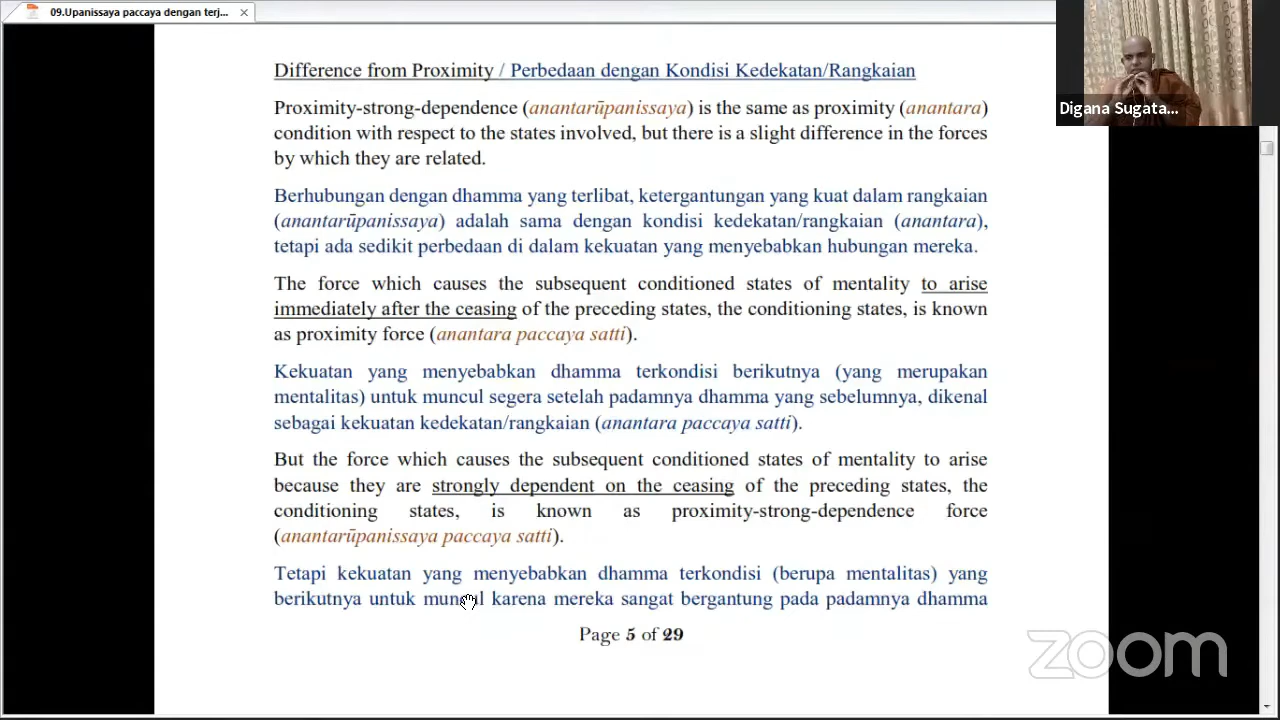 09.Upanissaya paccaya dengan terj...
Difference from Proximity / Perbedaan dengan Kondisi Kedekatan/Rangkaian
Digana Sugata...
Proximity-strong-dependence (anantarūpanissaya) is the same as proximity (anantara)
condition with respect to the states involved, but there is a slight difference in the forces
by which they are related.
Berhubungan dengan dhamma yang terlibat, ketergantungan yang kuat dalam rangkaian
(anantarūpanissaya) adalah sama dengan kondisi kedekatan/rangkaian (anantara),
tetapi ada sedikit perbedaan di dalam kekuatan yang menyebabkan hubungan mereka.
The force which causes the subsequent conditioned states of mentality to arise
immediately after the ceasing of the preceding states, the conditioning states, is known
as proximity force (anantara paccaya satti).
Kekuatan yang menyebabkan dhamma terkondisi berikutnya (yang merupakan
mentalitas) untuk muncul segera setelah padamnya dhamma yang sebelumnya, dikenal
sebagai kekuatan kedekatan/rangkaian (anantara paccaya satti).
But the force which causes the subsequent conditioned states of mentality to arise
because they are strongly dependent on the ceasing of the preceding states, the
conditioning states, is known as proximity-strong-dependence force
(anantarūpanissaya paccaya satti).
Tetapi kekuatan yang menyebabkan dhamma terkondisi (berupa mentalitas) yang
berikutnya untuk muncul karena mereka sangat bergantung pada padamnya dhamma
Page 5 of 29
zoom